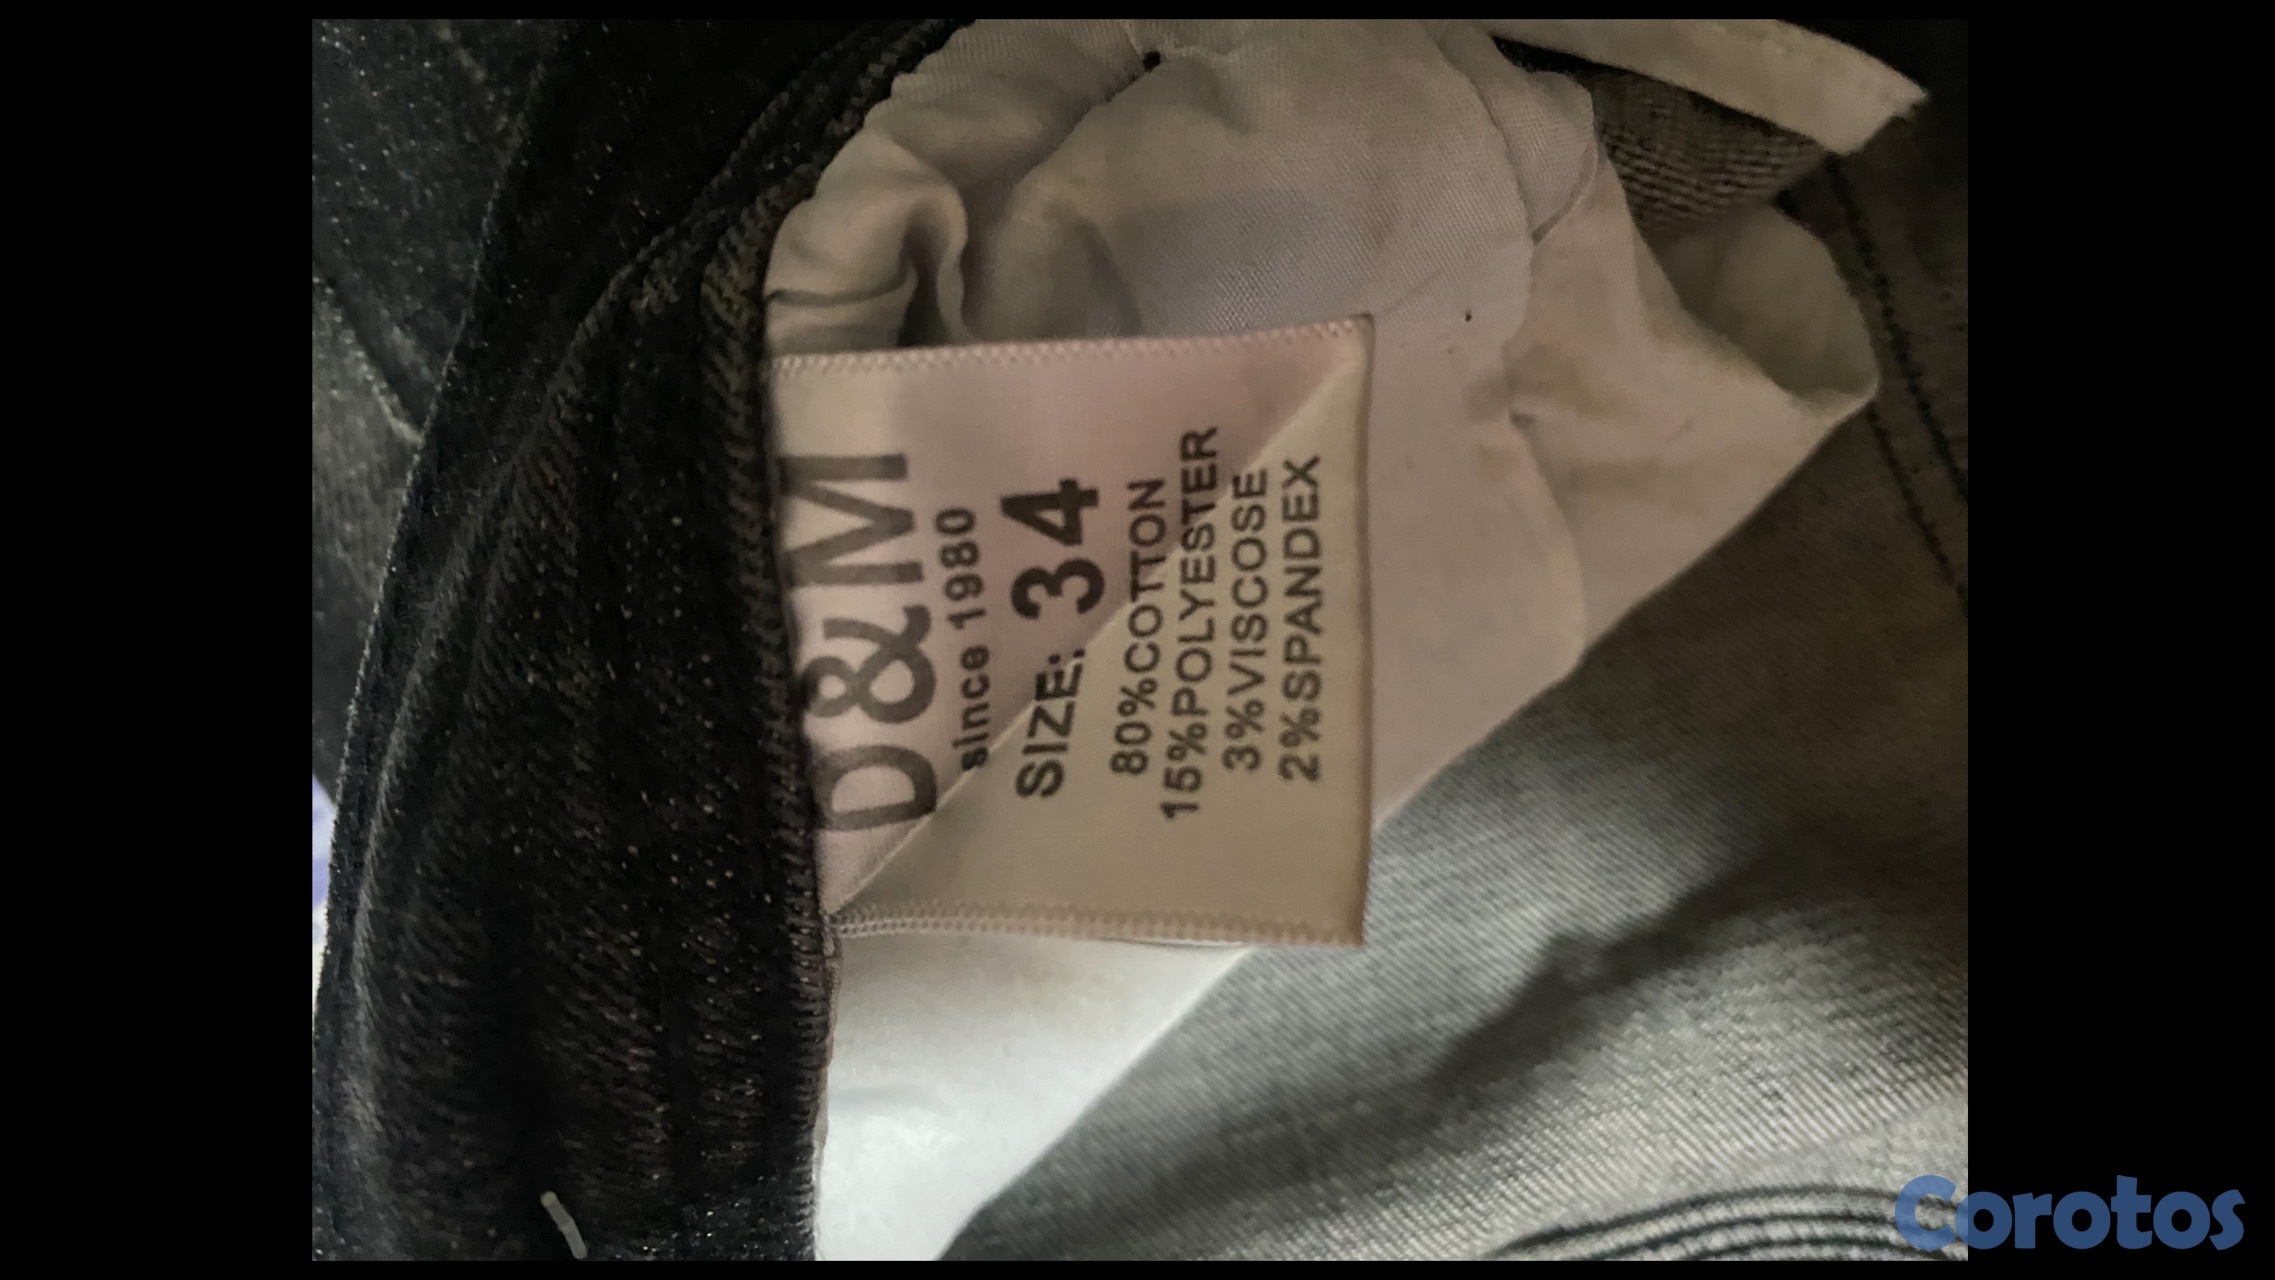 D&M
since 1980
SIZE: 34
80%COTTON
15%POLYESTER
3%VISCOSE
2%SPANDEX
Corotos